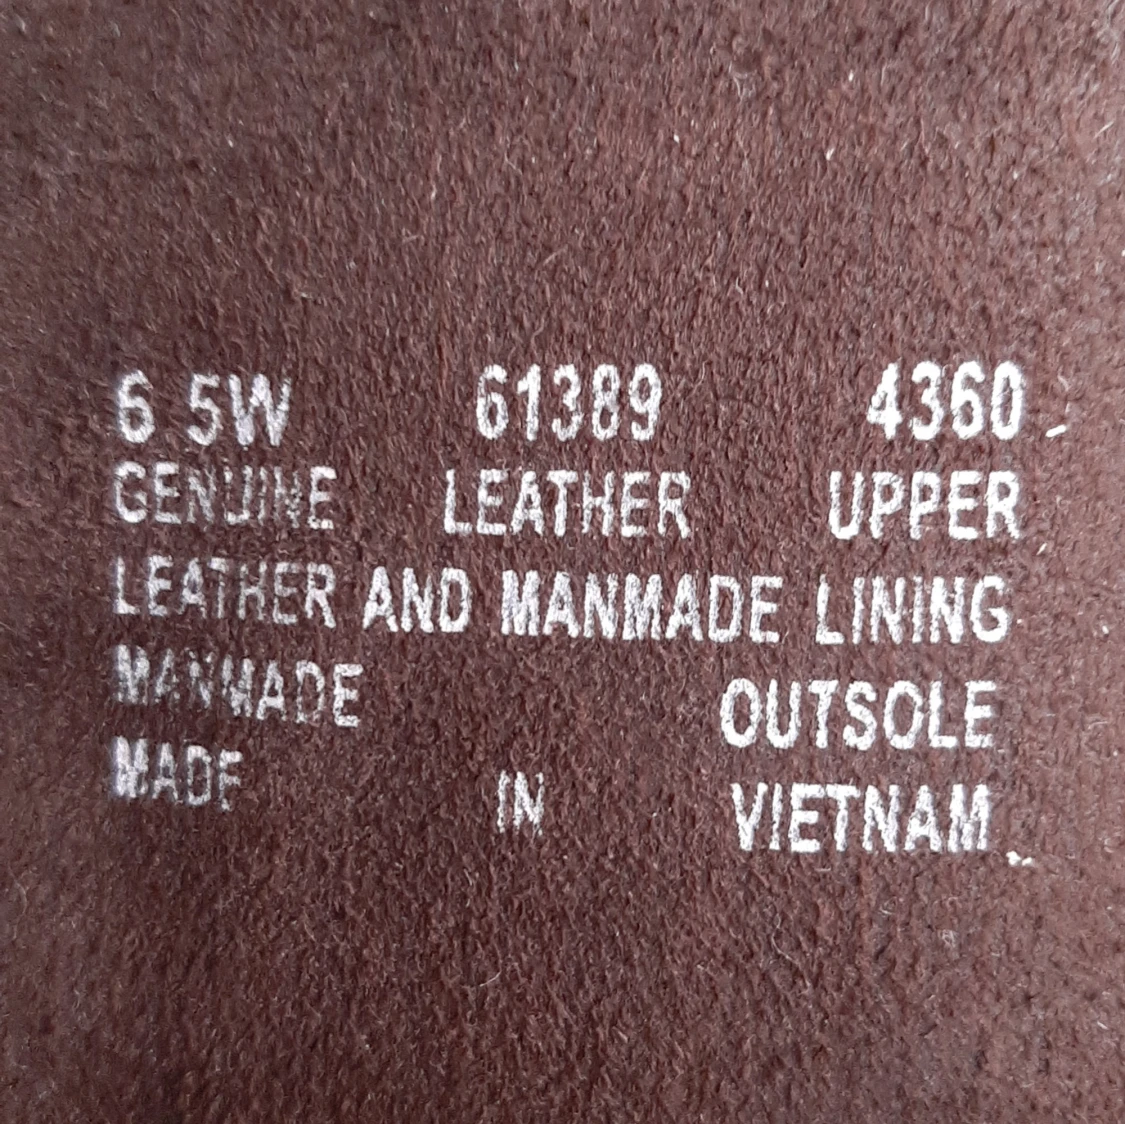 6 5W 61389 4360
GENUINE LEATHER UPPER
LEATHER AND MANMADE LINING
MANMADE OUTSOLE
MADE IN VIETNAM